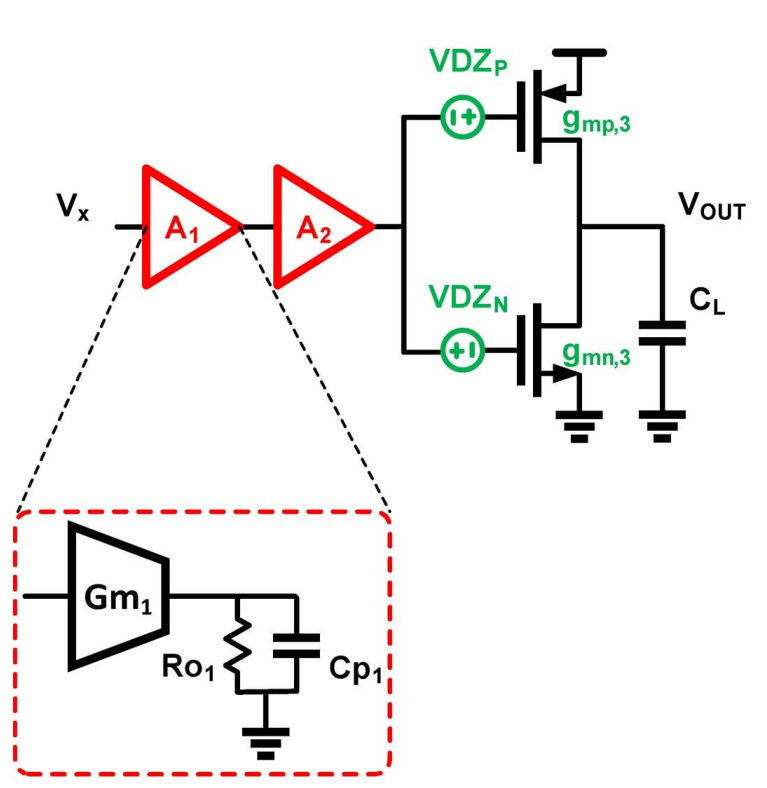 VDZP
gmp,3
Vx
A1
A2
VOUT
VDZN
CL
gmn,3
Gm1
Ro1
Cp1